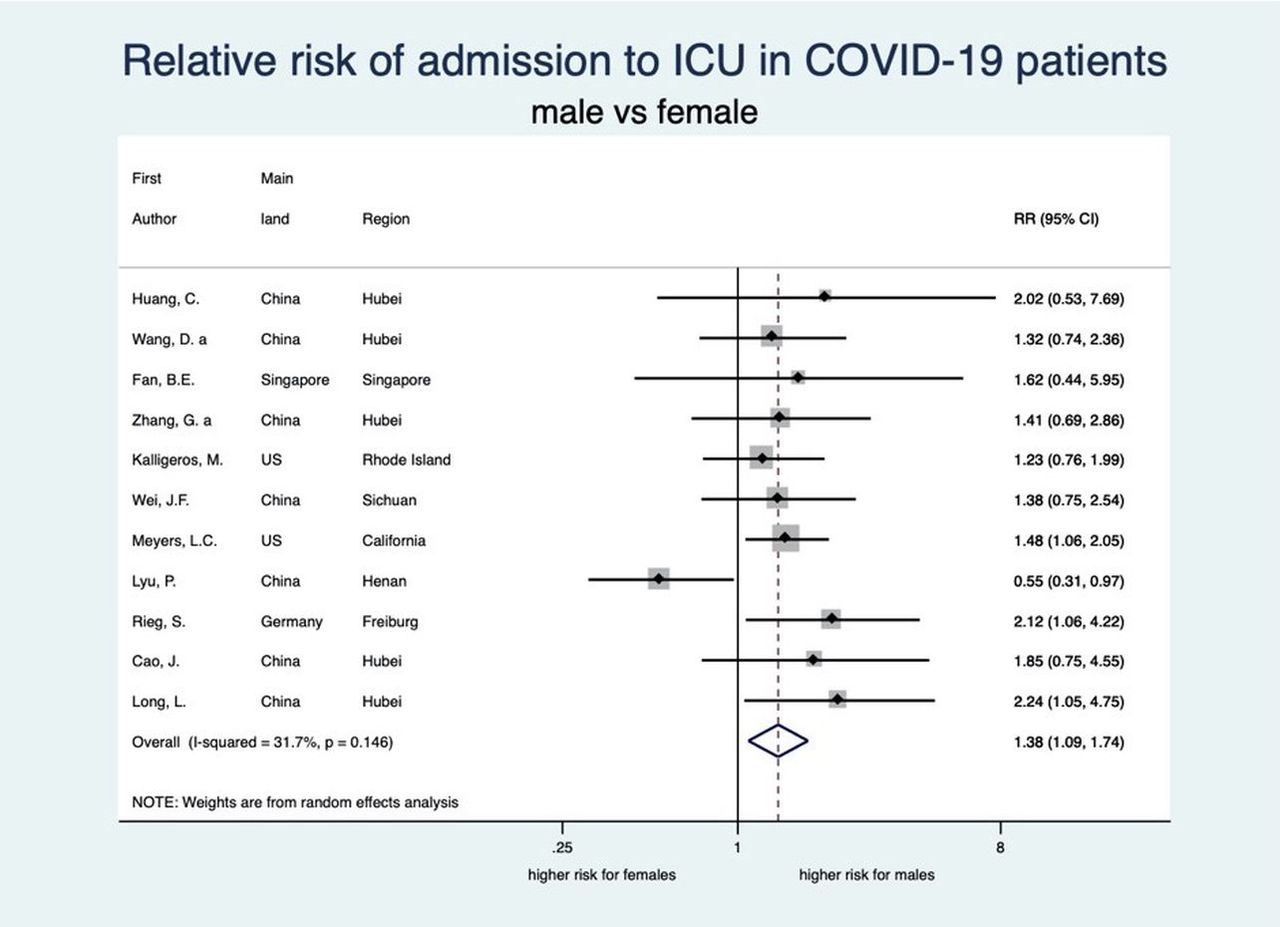 Relative risk of admission to ICU in COVID-19 patients
male vs female
First Main
Author land Region RR (95% CI)
Huang, C. China Hubei 2.02 (0.53, 7.69)
Wang, D. a China Hubei 1.32 (0.74, 2.36)
Fan, B.E. Singapore Singapore 1.62 (0.44, 5.95)
Zhang, G. a China Hubei 1.41 (0.69, 2.86)
Kalligeros, M. US Rhode Island 1.23 (0.76, 1.99)
Wei, J.F. China Sichuan 1.38 (0.75, 2.54)
Meyers, L.C. US California 1.48 (1.06, 2.05)
Lyu, P. China Henan 0.55 (0.31, 0.97)
Rieg, S. Germany Freiburg 2.12 (1.06, 4.22)
Cao, J. China Hubei 1.85 (0.75, 4.55)
Long, L. China Hubei 2.24 (1.05, 4.75)
Overall (I-squared = 31.7%, p = 0.146) 1.38 (1.09, 1.74)
NOTE: Weights are from random effects analysis
.25 1 8
higher risk for females higher risk for males